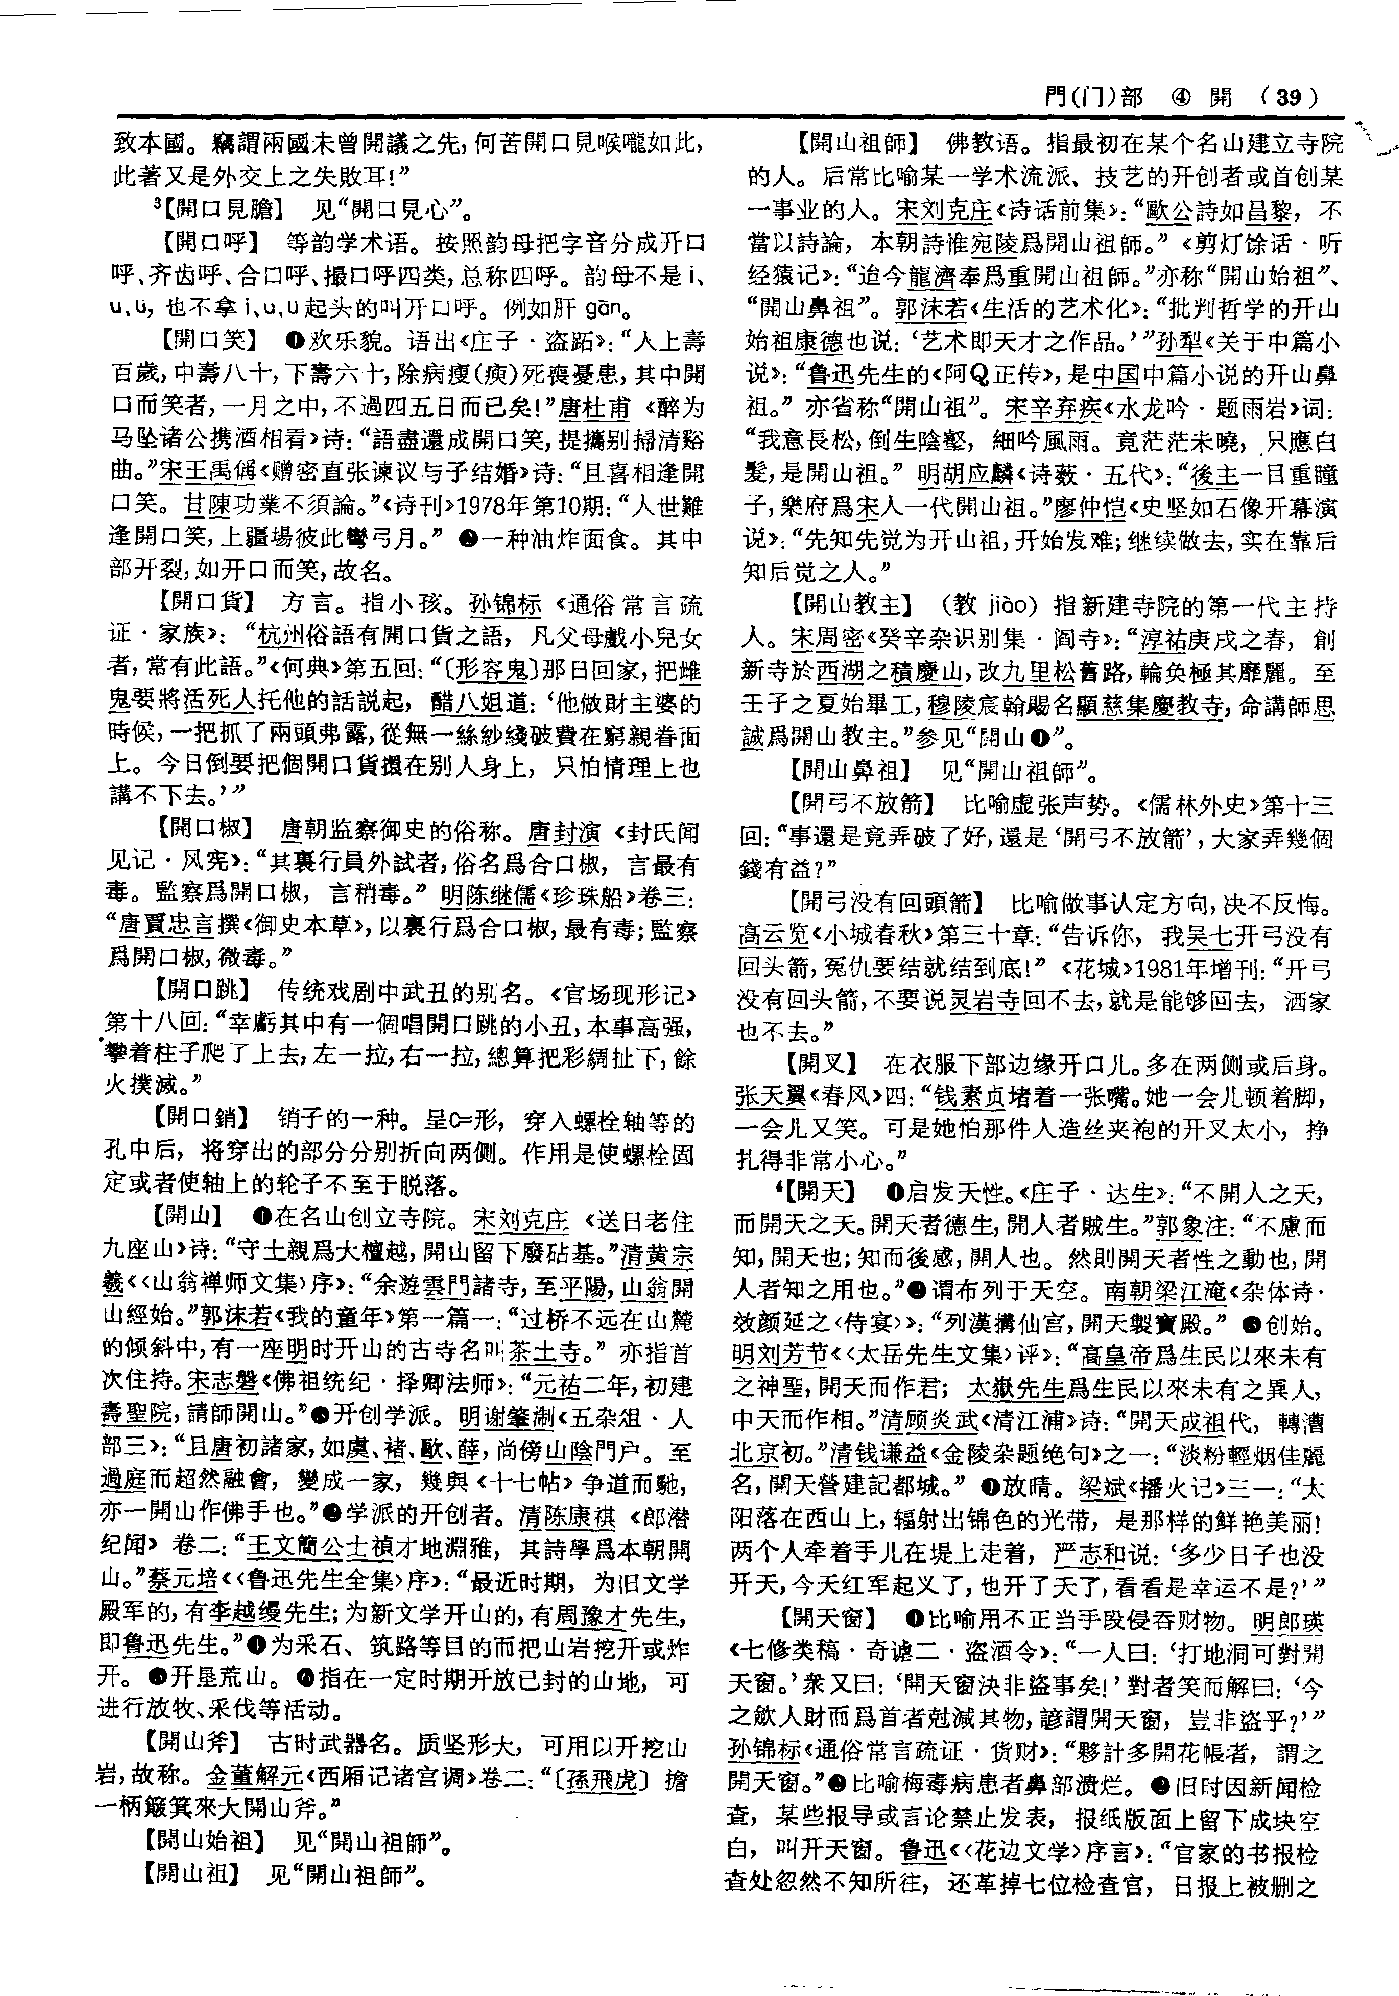 門(门)部 ④ 開 (39)
致本國。竊謂兩國未曾開議之先,何苦開口見喉嚨如此,
此著又是外交上之失敗耳!”
³【開口見膽】 见“開口見心”。
【開口呼】 等韵学术语。按照韵母把字音分成开口
呼、齐齿呼、合口呼、撮口呼四类,总称四呼。韵母不是i、
u、ü,也不拿i、u、ü起头的叫开口呼。例如肝gān。
【開口笑】 ❶欢乐貌。语出《庄子·盗跖》:“人上壽
百歲,中壽八十,下壽六十,除病瘦(瘐)死喪憂患,其中開
口而笑者,一月之中,不過四五日而已矣!”唐杜甫《醉为
马坠诸公携酒相看》诗:“語盡還成開口笑,提攜别掃清谿
曲。”宋王禹偁《赠密直张谏议与子结婚》诗:“且喜相逢開
口笑。甘陳功業不須論。”《诗刊》1978年第10期:“人世難
逢開口笑,上疆場彼此彎弓月。” ❷一种油炸面食。其中
部开裂,如开口而笑,故名。
【開口貨】 方言。指小孩。孙锦标《通俗常言疏
证·家族》:“杭州俗語有開口貨之語,凡父母戲小兒女
者,常有此語。”《何典》第五回:“〔形容鬼〕那日回家,把雌
鬼要將活死人托他的話説起,醋八姐道:‘他做財主婆的
時候,一把抓了兩頭弗露,從無一絲紗綫破費在窮親眷面
上。今日倒要把個開口貨擐在别人身上,只怕情理上也
講不下去。’”
【開口椒】 唐朝监察御史的俗称。唐封演《封氏闻
见记·风宪》:“其裏行員外試者,俗名爲合口椒,言最有
毒。監察爲開口椒,言稍毒。”明陈继儒《珍珠船》卷三:
“唐賈忠言撰《御史本草》,以裏行爲合口椒,最有毒;監察
爲開口椒,微毒。”
【開口跳】 传统戏剧中武丑的别名。《官场现形记》
第十八回:“幸虧其中有一個唱開口跳的小丑,本事高强,
攀着柱子爬了上去,左一拉,右一拉,總算把彩綢扯下,餘
火撲滅。”
【開口銷】 销子的一种。呈形,穿入螺栓轴等的
孔中后,将穿出的部分分别折向两侧。作用是使螺栓固
定或者使轴上的轮子不至于脱落。
【開山】 ❶在名山创立寺院。宋刘克庄《送日老住
九座山》诗:“守土親爲大檀越,開山留下廢砧基。”清黄宗
羲《〈山翁禅师文集〉序》:“余遊雲門諸寺,至平陽,山翁開
山經始。”郭沫若《我的童年》第一篇一:“过桥不远在山麓
的倾斜中,有一座明时开山的古寺名叫茶土寺。”亦指首
次住持。宋志磐《佛祖统纪·择卿法师》:“元祐二年,初建
壽聖院,請師開山。”❷开创学派。明谢肇淛《五杂俎·人
部三》:“且唐初諸家,如虞、褚、歐、薛,尚傍山陰門户。至
過庭而超然融會,變成一家,幾與《十七帖》争道而馳,
亦一開山作佛手也。”❸学派的开创者。清陈康祺《郎潜
纪闻》卷二:“王文簡公士禎才地淵雅,其詩學爲本朝開
山。”蔡元培《〈鲁迅先生全集〉序》:“最近时期,为旧文学
殿军的,有李越缦先生;为新文学开山的,有周豫才先生,
即鲁迅先生。”❹为采石、筑路等目的而把山岩挖开或炸
开。❺开垦荒山。❻指在一定时期开放已封的山地,可
进行放牧、采伐等活动。
【開山斧】 古时武器名。质坚形大,可用以开挖山
岩,故称。金董解元《西厢记诸宫调》卷二:“〔孫飛虎〕擔
一柄簸箕來大開山斧。”
【開山始祖】 见“開山祖師”。
【開山祖】 见“開山祖師”。
【開山祖師】 佛教语。指最初在某个名山建立寺院
的人。后常比喻某一学术流派、技艺的开创者或首创某
一事业的人。宋刘克庄《诗话前集》:“歐公詩如昌黎,不
當以詩論,本朝詩惟宛陵爲開山祖師。”《剪灯馀话·听
经猿记》:“迨今龍濟奉爲重開山祖師。”亦称“開山始祖”、
“開山鼻祖”。郭沫若《生活的艺术化》:“批判哲学的开山
始祖康德也说:‘艺术即天才之作品。’”孙犁《关于中篇小
说》:“鲁迅先生的《阿Q正传》,是中国中篇小说的开山鼻
祖。”亦省称“開山祖”。宋辛弃疾《水龙吟·题雨岩》词:
“我意長松,倒生陰壑,細吟風雨。竟茫茫未曉,只應白
髮,是開山祖。”明胡应麟《诗薮·五代》:“後主一目重瞳
子,樂府爲宋人一代開山祖。”廖仲恺《史坚如石像开幕演
说》:“先知先觉为开山祖,开始发难;继续做去,实在靠后
知后觉之人。”
【開山教主】 (教 jiào)指新建寺院的第一代主持
人。宋周密《癸辛杂识别集·阎寺》:“淳祐庚戌之春,創
新寺於西湖之積慶山,改九里松舊路,輪奂極其靡麗。至
壬子之夏始畢工,穆陵宸翰賜名顯慈集慶教寺,命講師思
誠爲開山教主。”参见“開山❶”。
【開山鼻祖】 见“開山祖師”。
【開弓不放箭】 比喻虚张声势。《儒林外史》第十三
回:“事還是竟弄破了好,還是‘開弓不放箭’,大家弄幾個
錢有益?”
【開弓没有回頭箭】 比喻做事认定方向,决不反悔。
高云览《小城春秋》第三十章:“告诉你,我吴七开弓没有
回头箭,冤仇要结就结到底!”《花城》1981年增刊:“开弓
没有回头箭,不要说灵岩寺回不去,就是能够回去,洒家
也不去。”
【開叉】 在衣服下部边缘开口儿。多在两侧或后身。
张天翼《春风》四:“钱素贞堵着一张嘴。她一会儿顿着脚,
一会儿又笑。可是她怕那件人造丝夹袍的开叉太小,挣
扎得非常小心。”
⁴【開天】 ❶启发天性。《庄子·达生》:“不開人之天,
而開天之天。開天者德生,開人者賊生。”郭象注:“不慮而
知,開天也;知而後感,開人也。然則開天者性之動也,開
人者知之用也。”❷谓布列于天空。南朝梁江淹《杂体诗·
效颜延之〈侍宴〉》:“列漢構仙宫,開天製寶殿。”❸创始。
明刘芳节《〈太岳先生文集〉评》:“高皇帝爲生民以來未有
之神聖,開天而作君;太嶽先生爲生民以來未有之異人,
中天而作相。”清顾炎武《清江浦》诗:“開天成祖代,轉漕
北京初。”清钱谦益《金陵杂题绝句》之一:“淡粉輕烟佳麗
名,開天營建記都城。” ❹放晴。梁斌《播火记》三一:“太
阳落在西山上,辐射出锦色的光带,是那样的鲜艳美丽!
两个人牵着手儿在堤上走着,严志和说:‘多少日子也没
开天,今天红军起义了,也开了天了,看看是幸运不是?’”
【開天窗】 ❶比喻用不正当手段侵吞财物。明郎瑛
《七修类稿·奇谑二·盗酒令》:“一人曰:‘打地洞可對開
天窗。’衆又曰:‘開天窗決非盜事矣!’對者笑而解曰:‘今
之歛人財而爲首者剋減其物,諺謂開天窗,豈非盜乎?’”
孙锦标《通俗常言疏证·货财》:“夥計多開花帳者,謂之
開天窗。”❷比喻梅毒病患者鼻部溃烂。❸旧时因新闻检
查,某些报导或言论禁止发表,报纸版面上留下成块空
白,叫开天窗。鲁迅《〈花边文学〉序言》:“官家的书报检
查处忽然不知所往,还革掉七位检查官,日报上被删之